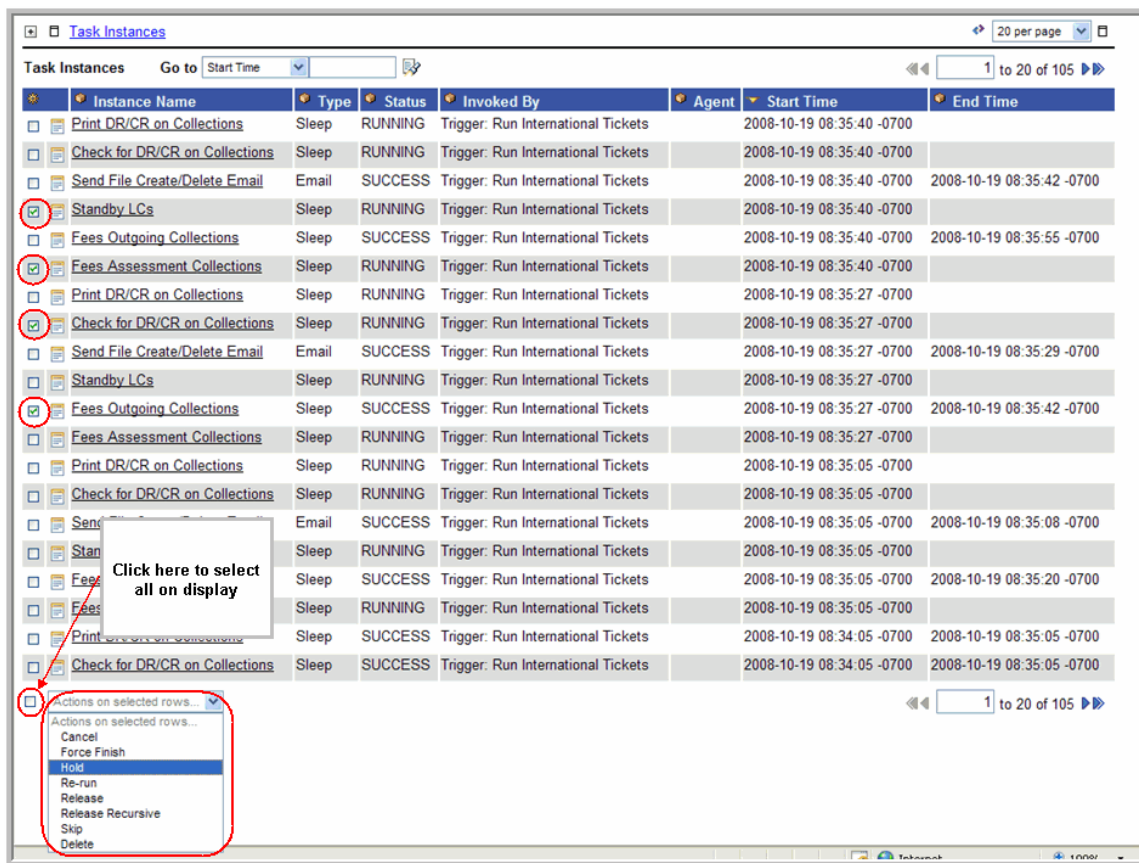 Task Instances 20 per page
Task Instances Go to Start Time 1 to 20 of 105
Instance Name Type Status Invoked By Agent Start Time End Time
Print DR/CR on Collections Sleep RUNNING Trigger: Run International Tickets 2008-10-19 08:35:40 -0700
Check for DR/CR on Collections Sleep RUNNING Trigger: Run International Tickets 2008-10-19 08:35:40 -0700
Send File Create/Delete Email Email SUCCESS Trigger: Run International Tickets 2008-10-19 08:35:40 -0700 2008-10-19 08:35:42 -0700
Standby LCs Sleep RUNNING Trigger: Run International Tickets 2008-10-19 08:35:40 -0700
Fees Outgoing Collections Sleep SUCCESS Trigger: Run International Tickets 2008-10-19 08:35:40 -0700 2008-10-19 08:35:55 -0700
Fees Assessment Collections Sleep RUNNING Trigger: Run International Tickets 2008-10-19 08:35:40 -0700
Print DR/CR on Collections Sleep RUNNING Trigger: Run International Tickets 2008-10-19 08:35:27 -0700
Check for DR/CR on Collections Sleep RUNNING Trigger: Run International Tickets 2008-10-19 08:35:27 -0700
Send File Create/Delete Email Email SUCCESS Trigger: Run International Tickets 2008-10-19 08:35:27 -0700 2008-10-19 08:35:29 -0700
Standby LCs Sleep RUNNING Trigger: Run International Tickets 2008-10-19 08:35:27 -0700
Fees Outgoing Collections Sleep SUCCESS Trigger: Run International Tickets 2008-10-19 08:35:27 -0700 2008-10-19 08:35:42 -0700
Fees Assessment Collections Sleep RUNNING Trigger: Run International Tickets 2008-10-19 08:35:27 -0700
Print DR/CR on Collections Sleep RUNNING Trigger: Run International Tickets 2008-10-19 08:35:05 -0700
Check for DR/CR on Collections Sleep RUNNING Trigger: Run International Tickets 2008-10-19 08:35:05 -0700
Email SUCCESS Trigger: Run International Tickets 2008-10-19 08:35:05 -0700 2008-10-19 08:35:08 -0700
Sleep RUNNING Trigger: Run International Tickets 2008-10-19 08:35:05 -0700
Fees Sleep SUCCESS Trigger: Run International Tickets 2008-10-19 08:35:05 -0700 2008-10-19 08:35:20 -0700
Fees Sleep RUNNING Trigger: Run International Tickets 2008-10-19 08:35:05 -0700
Print DR/CR on Collections Sleep SUCCESS Trigger: Run International Tickets 2008-10-19 08:34:05 -0700 2008-10-19 08:35:05 -0700
Check for DR/CR on Collections Sleep SUCCESS Trigger: Run International Tickets 2008-10-19 08:34:05 -0700 2008-10-19 08:35:05 -0700
Click here to select
all on display
Actions on selected rows... 1 to 20 of 105
Actions on selected rows...
Cancel
Force Finish
Hold
Re-run
Release
Release Recursive
Skip
Delete